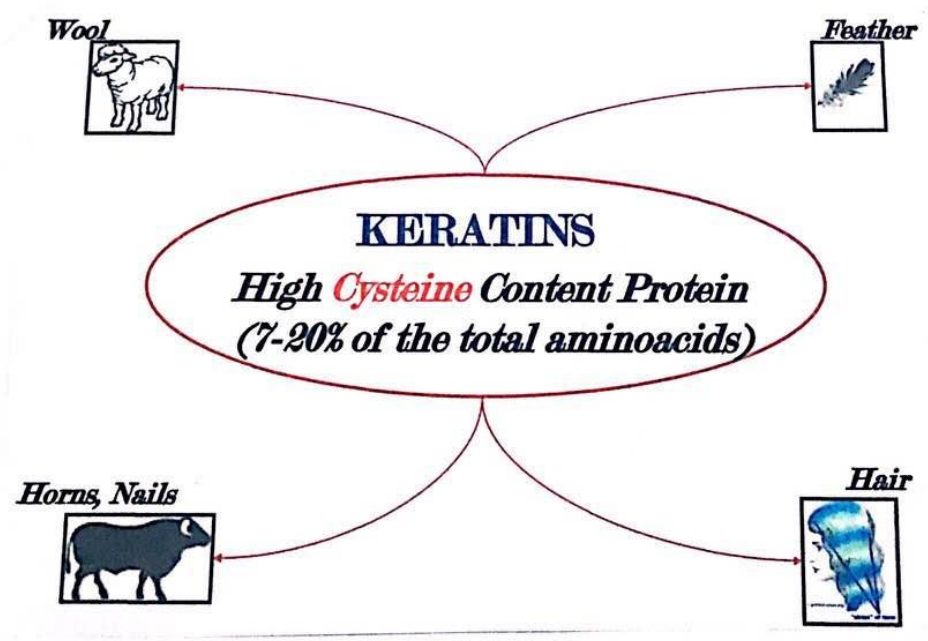 Wool
Feather
KERATINS
High Cysteine Content Protein
(7-20% of the total aminoacids)
Horns, Nails
Hair